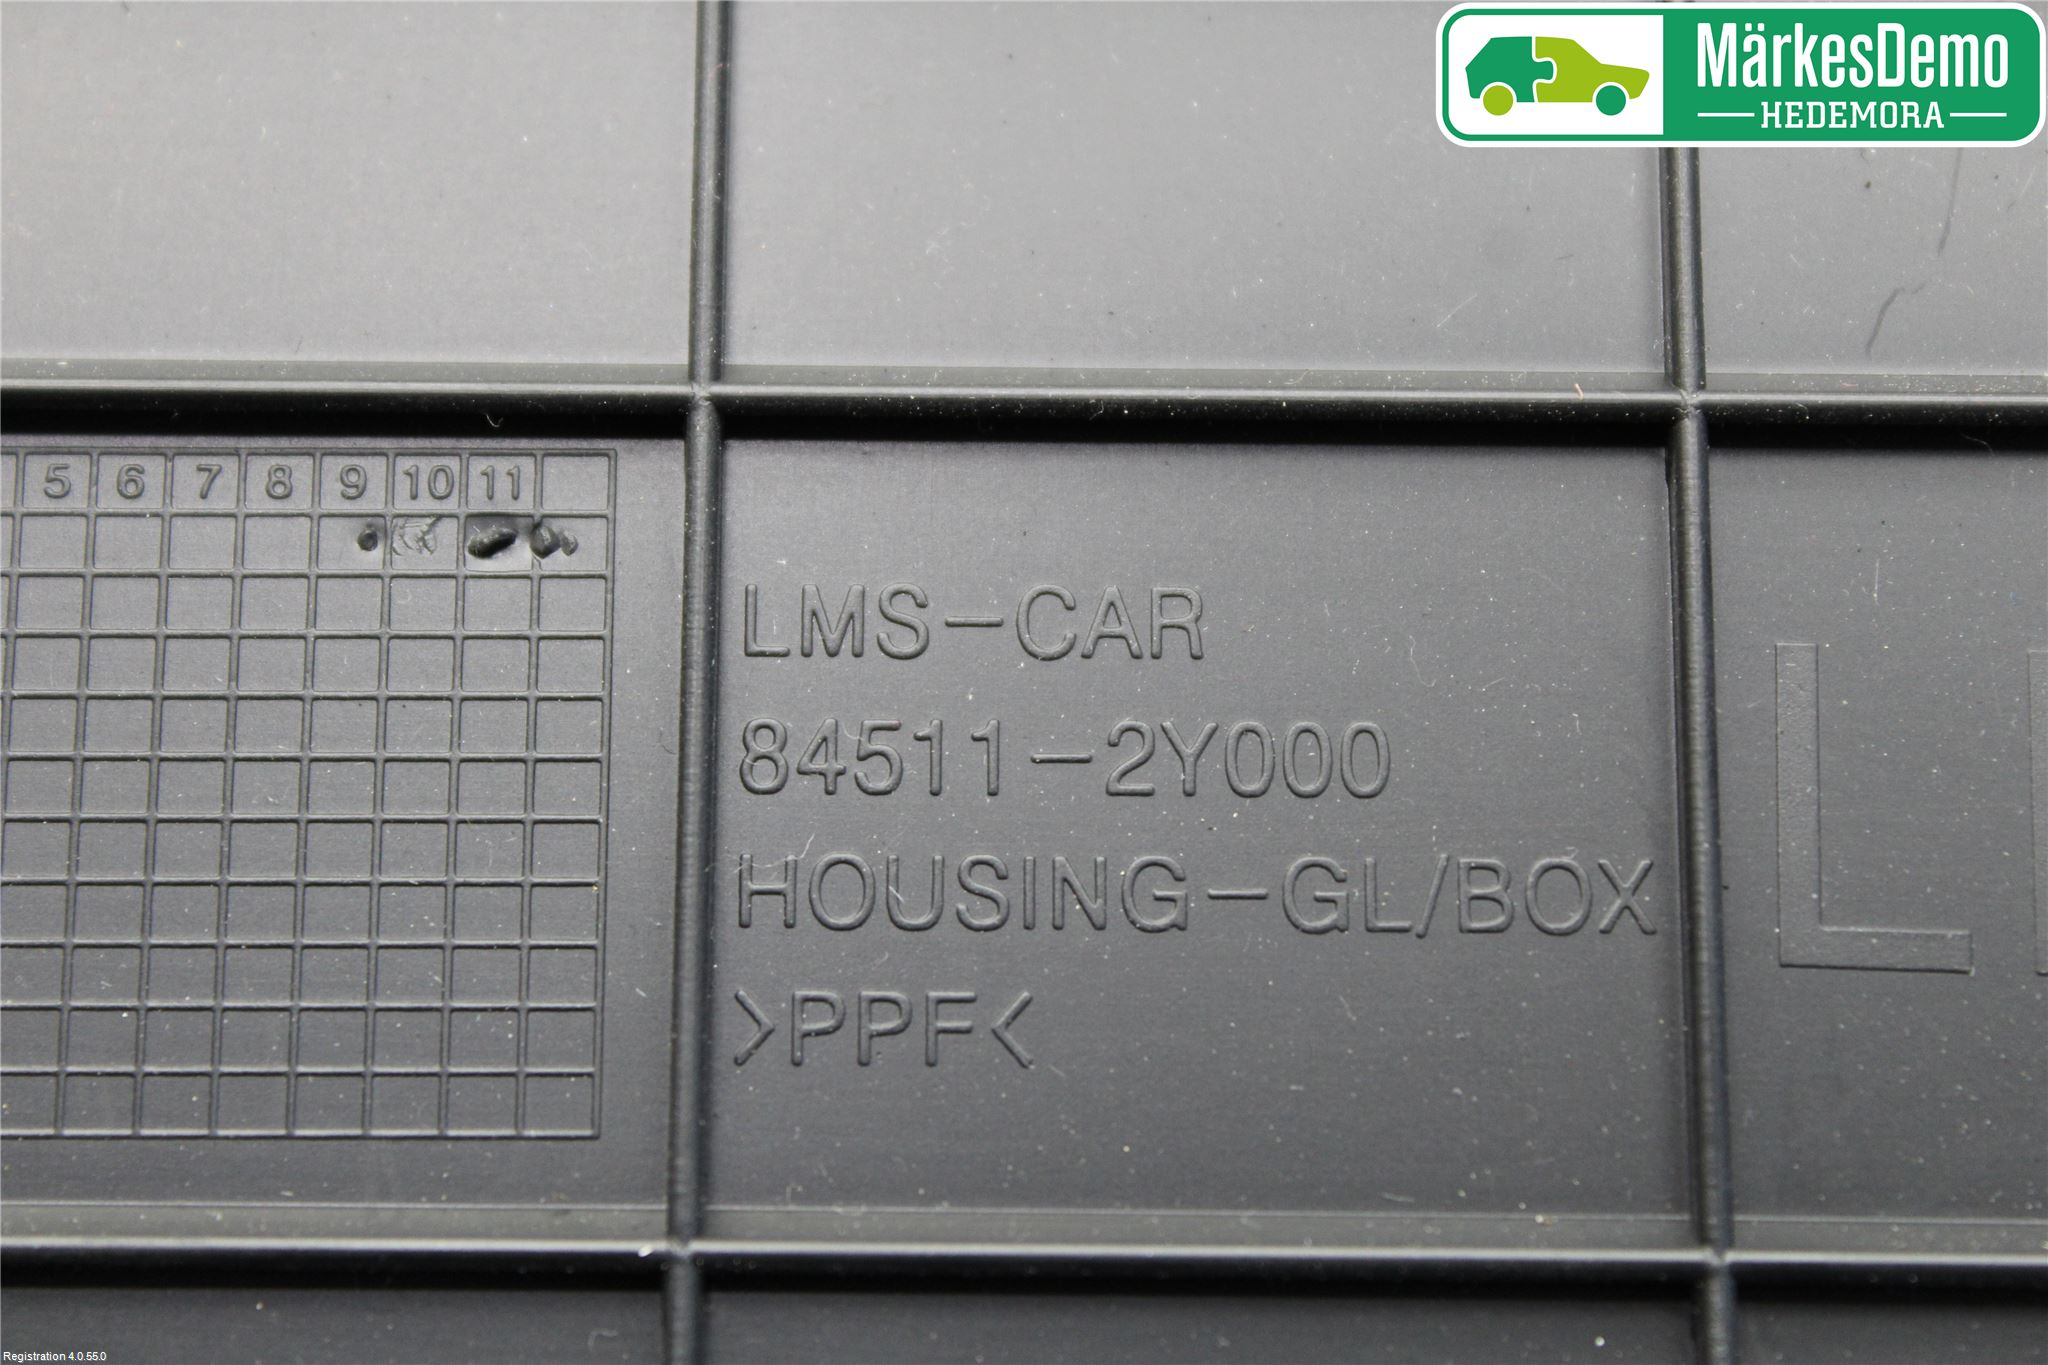 MärkesDemo
HEDEMORA
5 6 7 8 9 10 11
LMS-CAR
84511-2Y000
HOUSING-GL/BOX
>PPF<
L
Registration 4.0.55.0